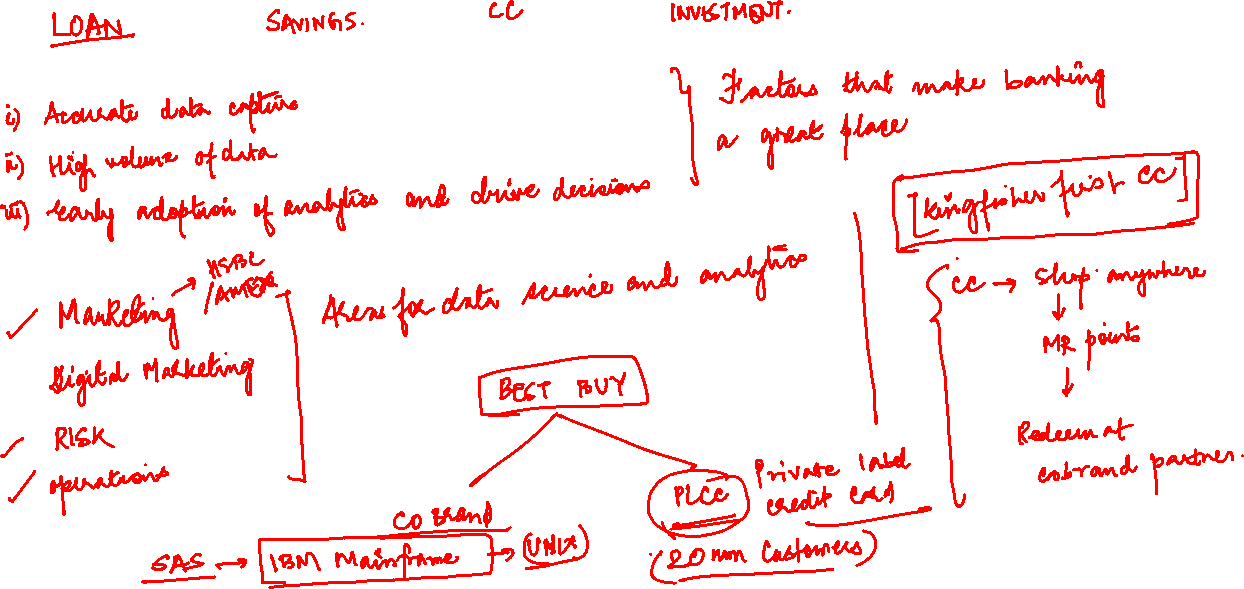 LOAN SAVINGS. CC INVESTMENT.
i) Accurate data capture
ii) High volume of data
iii) Early adoption of analytics and drive decisions
Factors that make banking
a great place
[Kingfisher first CC]
Marketing → HSBC
/AMEX
Digital Marketing
RISK
operations
Areas for data science and analytics
CC → Shop anywhere
↓
MR points
↓
Redeem at
cobrand partner.
BEST BUY
CO BRAND
PLCC
Private label
credit card
(20 mm Customers)
SAS → IBM Mainframe → (UNIX)